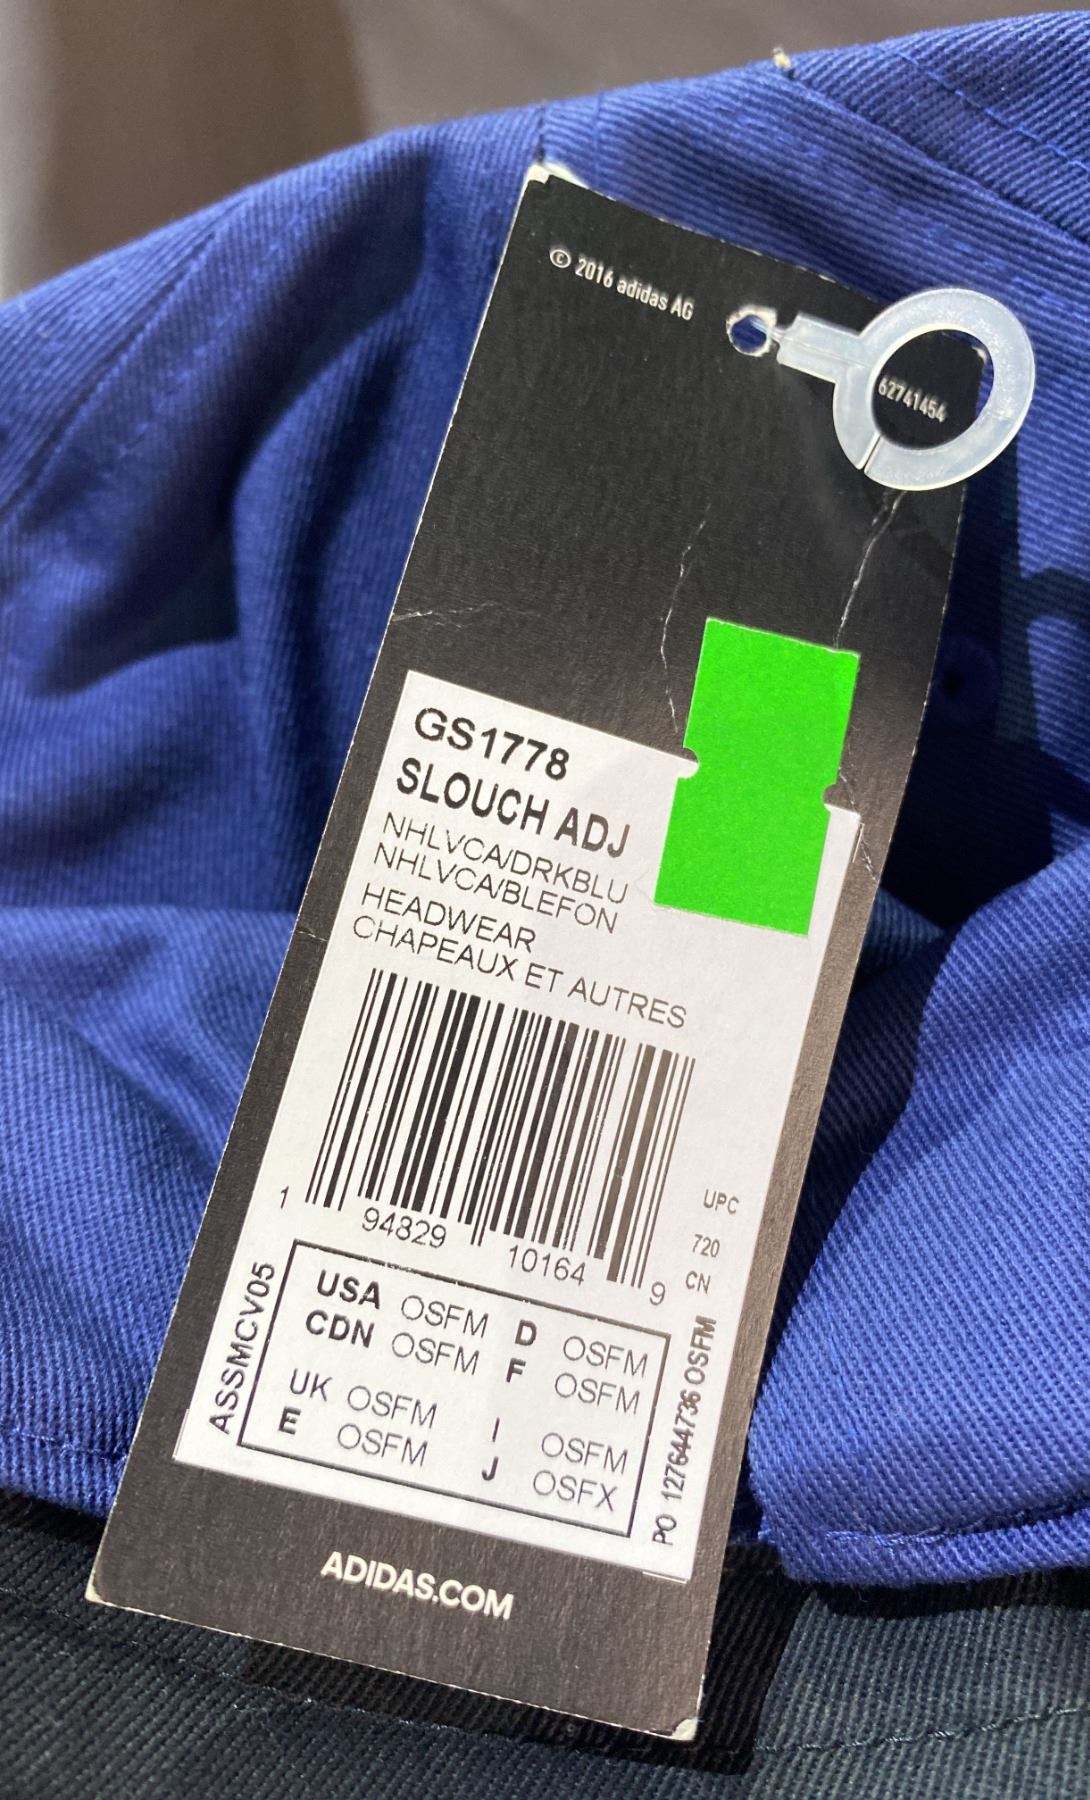 © 2016 adidas AG
62741454
GS1778
SLOUCH ADJ
NHLVCA/DRKBLU
NHLVCA/BLEFON
HEADWEAR
CHAPEAUX ET AUTRES
1 94829 10164 9
UPC
720
CN
ASSMCV05
USA OSFM D OSFM
CDN OSFM F OSFM
UK OSFM I OSFM
E OSFM J OSFX
PO 127644736 OSFM
ADIDAS.COM